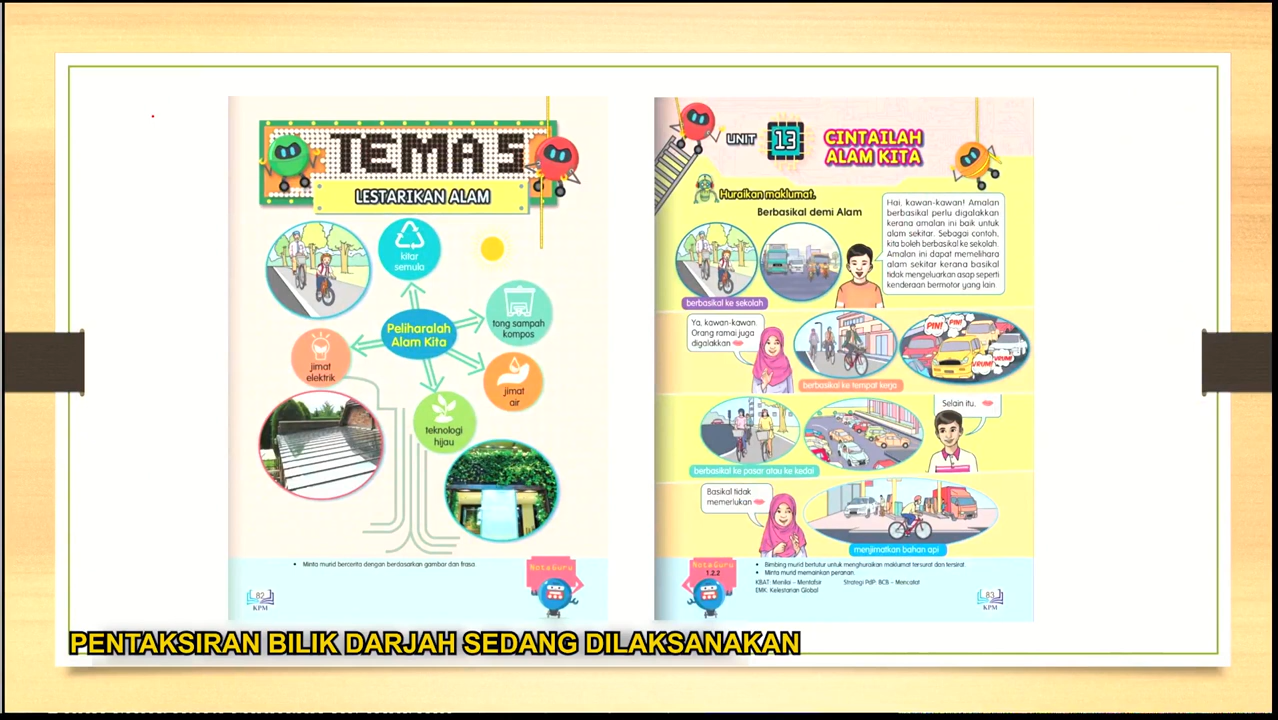 TEMA 5
LESTARIKAN ALAM
kitar
semula
tong sampah
kompos
Peliharalah
Alam Kita
jimat
elektrik
jimat
air
teknologi
hijau
• Minta murid bercerita dengan berdasarkan gambar dan frasa.
Nota Guru
82
KPM
UNIT 13
CINTAILAH
ALAM KITA
Huraikan maklumat.
Berbasikal demi Alam
Hai, kawan-kawan! Amalan
berbasikal perlu digalakkan
kerana amalan ini baik untuk
alam sekitar. Sebagai contoh,
kita boleh berbasikal ke sekolah.
Amalan ini dapat memelihara
alam sekitar kerana basikal
tidak mengeluarkan asap seperti
kenderaan bermotor yang lain.
berbasikal ke sekolah
Ya, kawan-kawan.
Orang ramai juga
digalakkan
PIN!
PIN!
VRUM!
VRUM!
berbasikal ke tempat kerja
Selain itu,
berbasikal ke pasar atau ke kedai
Basikal tidak
memerlukan
menjimatkan bahan api
Nota Guru
1.2.2
• Bimbing murid bertutur untuk menghuraikan maklumat tersurat dan tersirat.
• Minta murid memainkan peranan.
KBAT: Menilai – Mentafsir
Strategi PdP: BCB – Mencatat
EMK: Kelestarian Global
83
KPM
PENTAKSIRAN BILIK DARJAH SEDANG DILAKSANAKAN